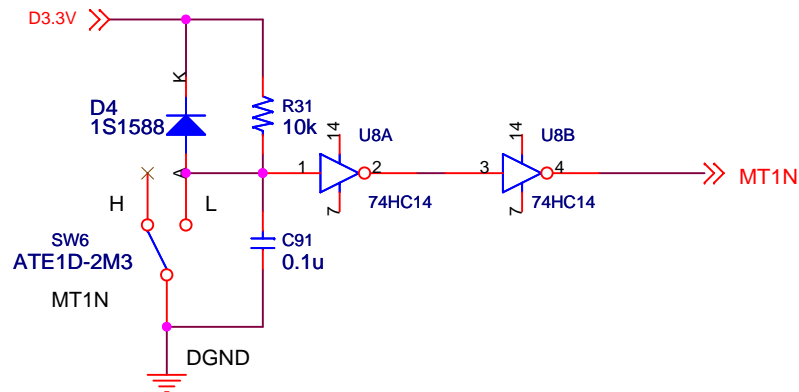 D3.3V
K
D4
1S1588
R31
10k
14
U8A
14
U8B
A
1
2
3
4
MT1N
H
L
7
74HC14
7
74HC14
SW6
ATE1D-2M3
C91
0.1u
MT1N
DGND